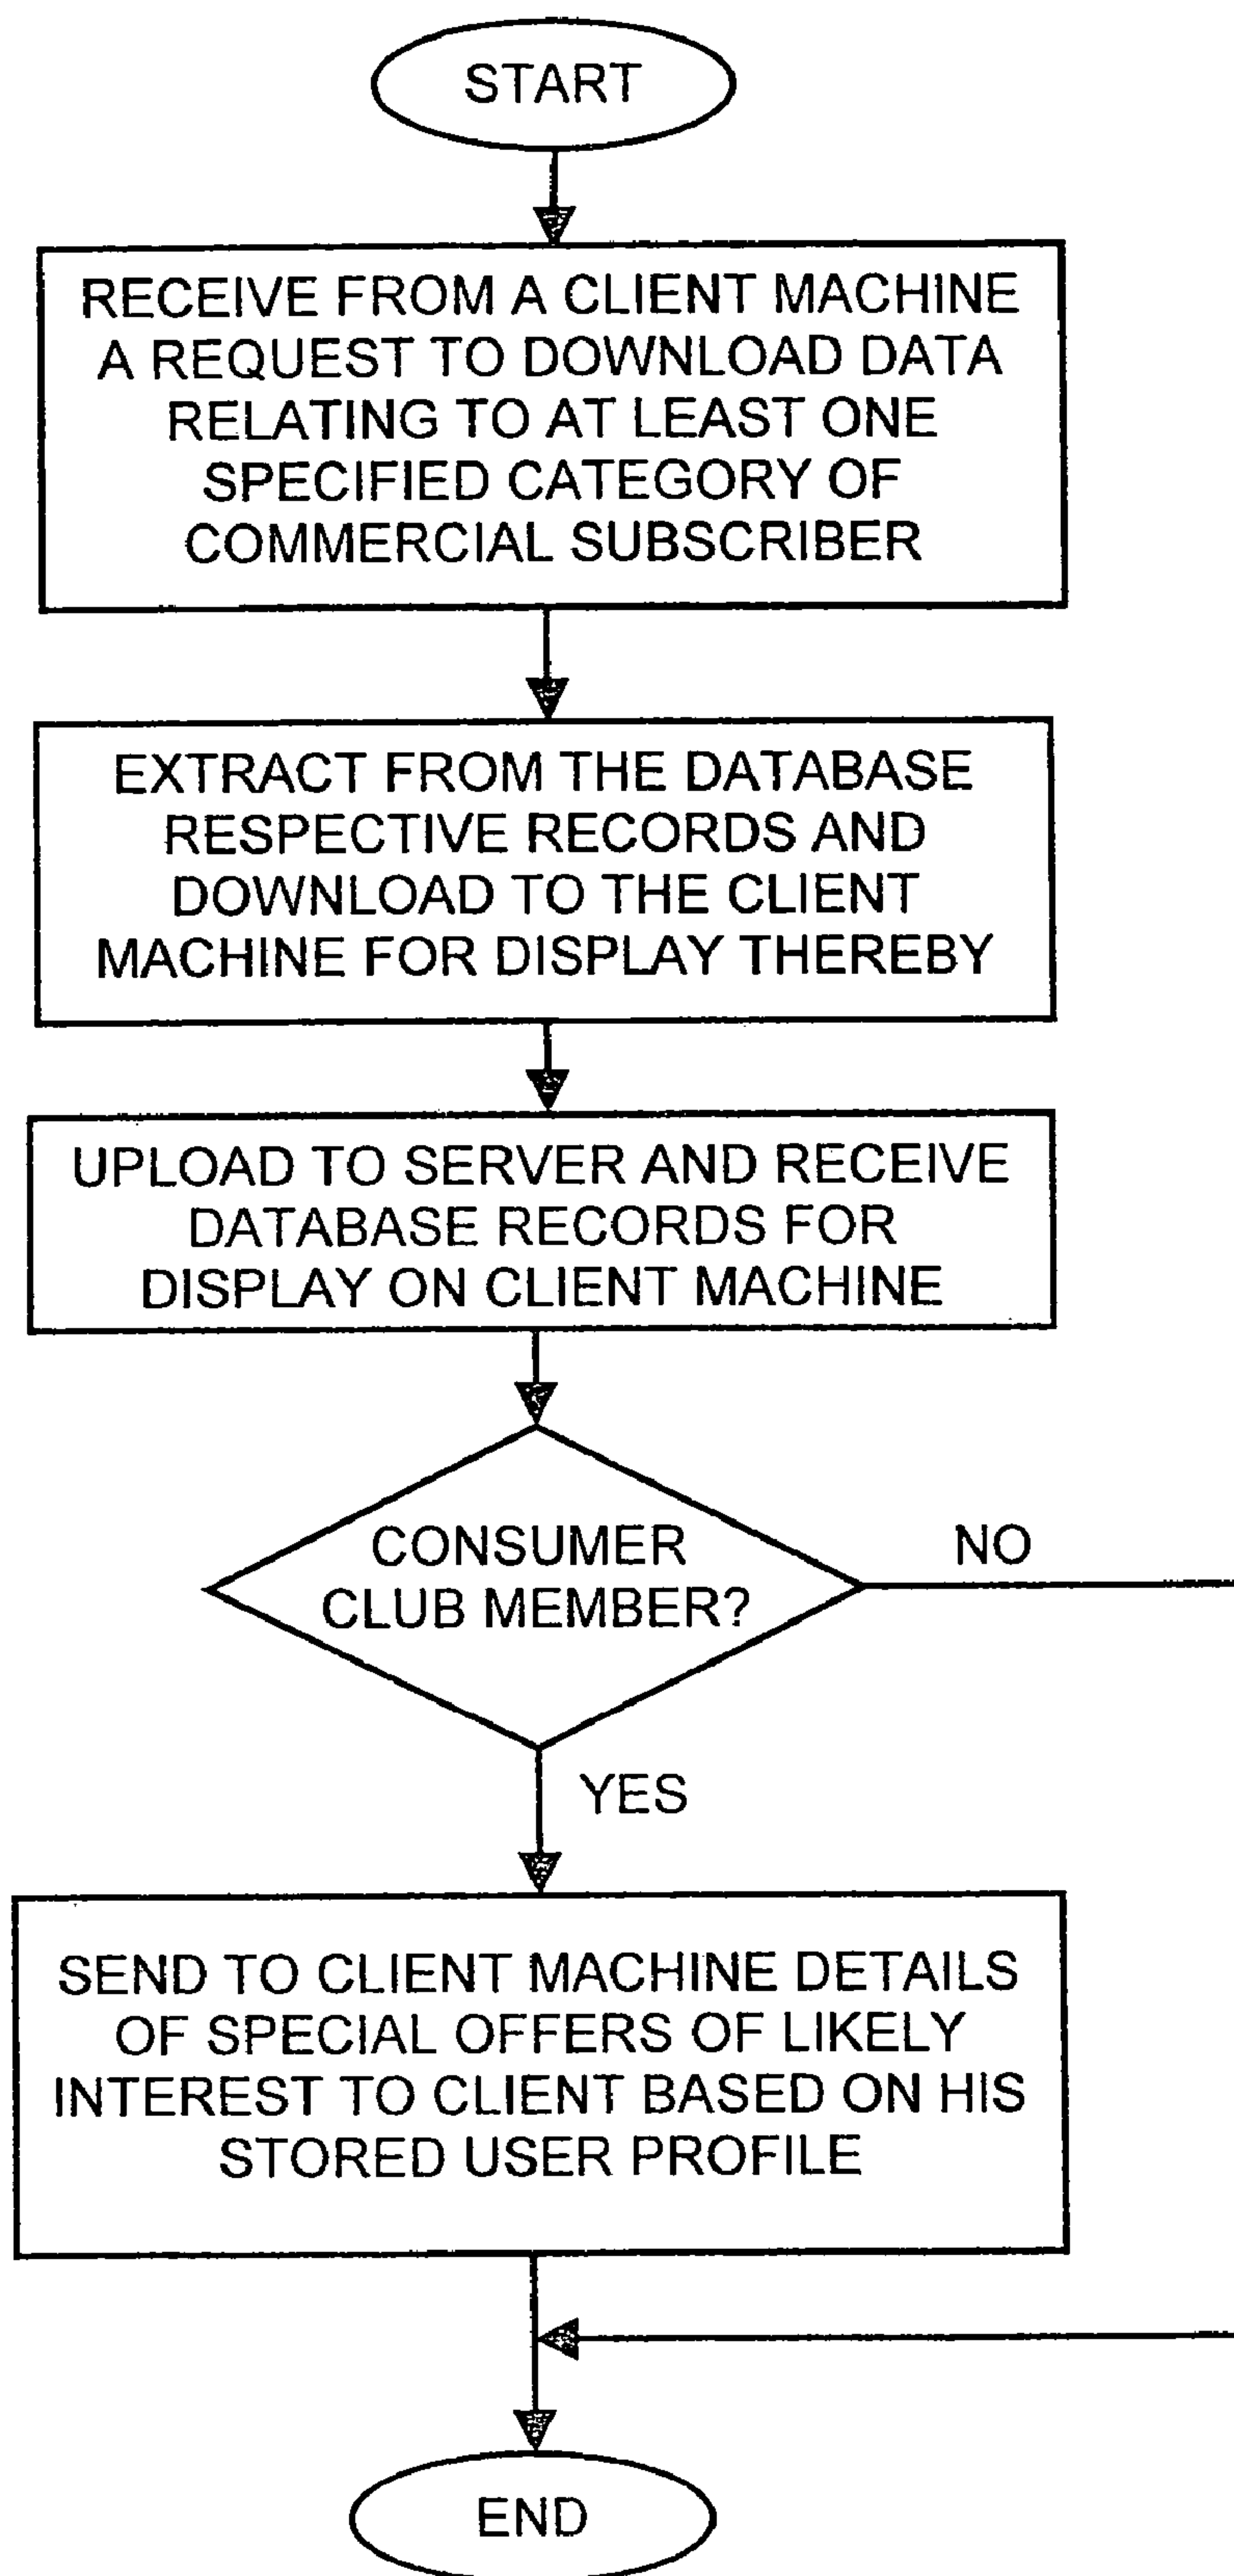 START
RECEIVE FROM A CLIENT MACHINE
A REQUEST TO DOWNLOAD DATA
RELATING TO AT LEAST ONE
SPECIFIED CATEGORY OF
COMMERCIAL SUBSCRIBER
EXTRACT FROM THE DATABASE
RESPECTIVE RECORDS AND
DOWNLOAD TO THE CLIENT
MACHINE FOR DISPLAY THEREBY
UPLOAD TO SERVER AND RECEIVE
DATABASE RECORDS FOR
DISPLAY ON CLIENT MACHINE
CONSUMER
CLUB MEMBER?
NO
YES
SEND TO CLIENT MACHINE DETAILS
OF SPECIAL OFFERS OF LIKELY
INTEREST TO CLIENT BASED ON HIS
STORED USER PROFILE
END